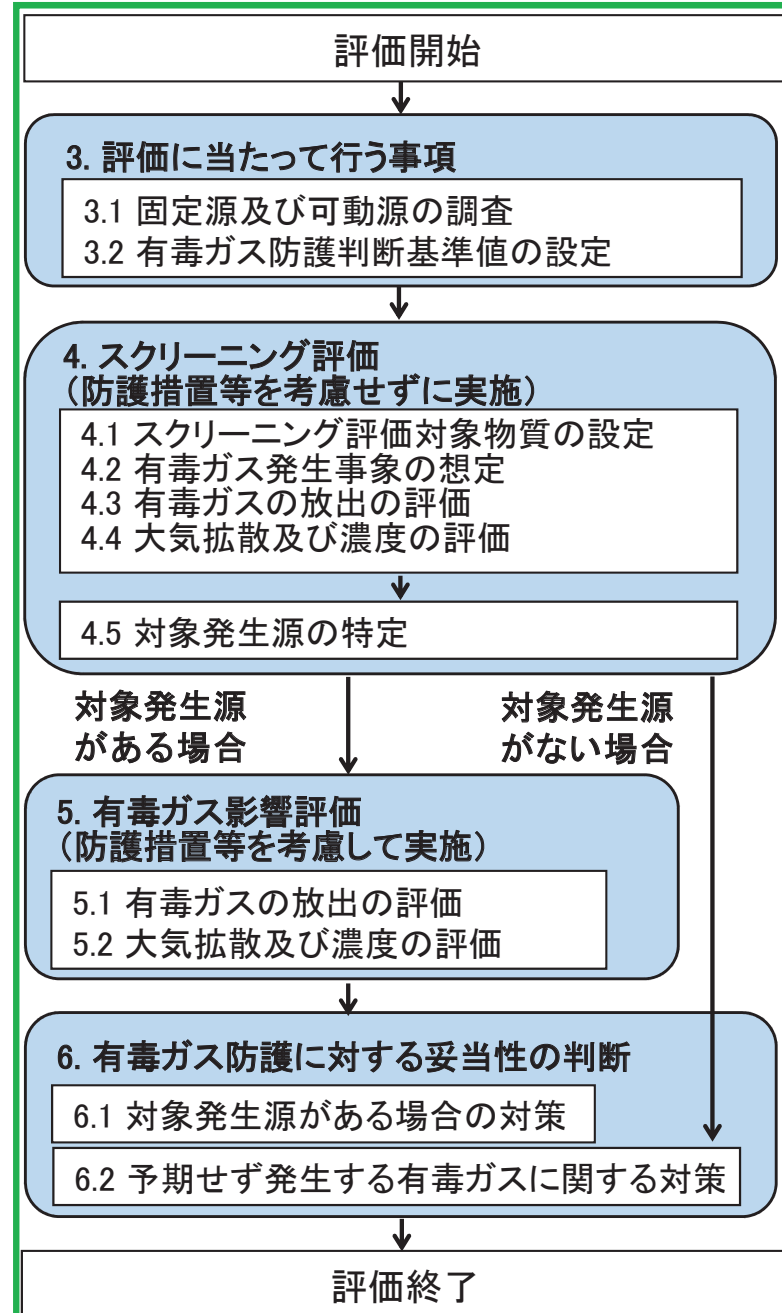 評価開始
3. 評価に当たって行う事項
3.1 固定源及び可動源の調査
3.2 有毒ガス防護判断基準値の設定
4. スクリーニング評価
（防護措置等を考慮せずに実施）
4.1 スクリーニング評価対象物質の設定
4.2 有毒ガス発生事象の想定
4.3 有毒ガスの放出の評価
4.4 大気拡散及び濃度の評価
4.5 対象発生源の特定
対象発生源
がある場合
対象発生源
がない場合
5. 有毒ガス影響評価
（防護措置等を考慮して実施）
5.1 有毒ガスの放出の評価
5.2 大気拡散及び濃度の評価
6. 有毒ガス防護に対する妥当性の判断
6.1 対象発生源がある場合の対策
6.2 予期せず発生する有毒ガスに関する対策
評価終了